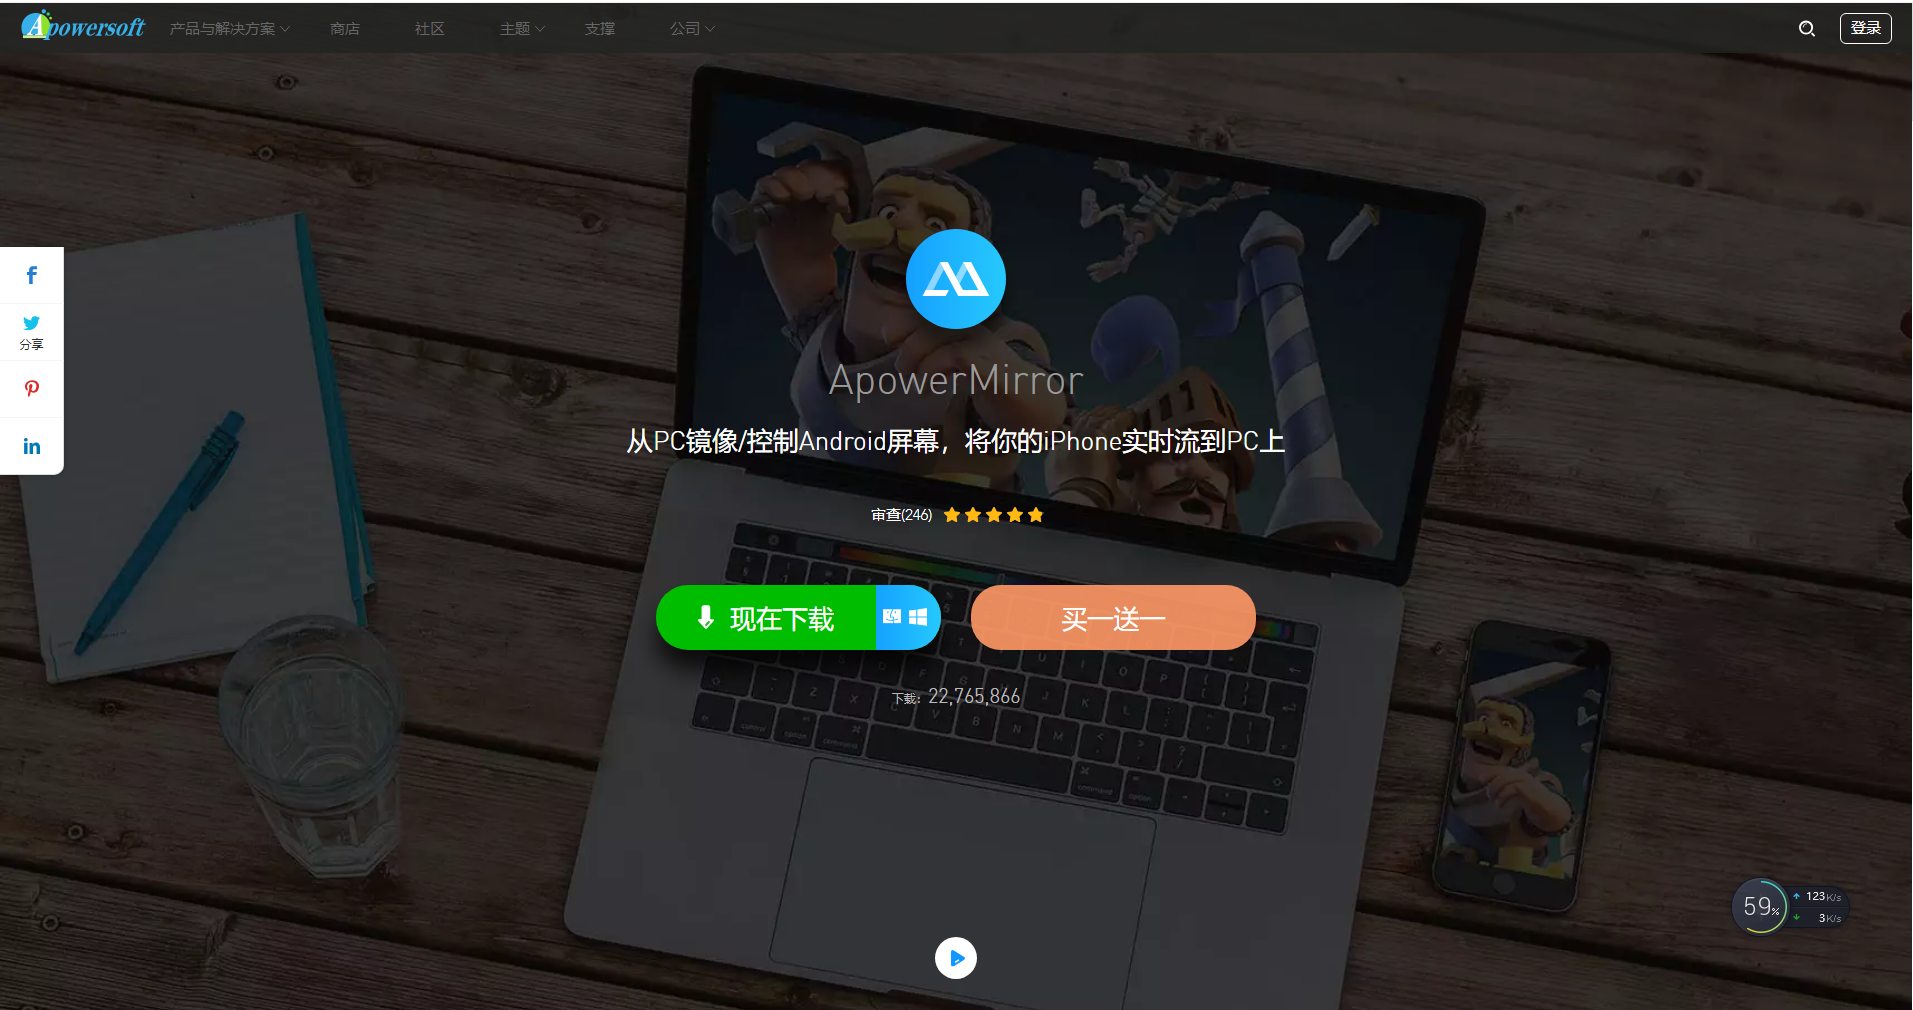 Apowersoft
产品与解决方案
商店
社区
主题
支撑
公司
登录
分享
ApowerMirror
从PC镜像/控制Android屏幕，将你的iPhone实时流到PC上
审查(246)
现在下载
买一送一
下载：22,765,866
59%
123K/s
3K/s